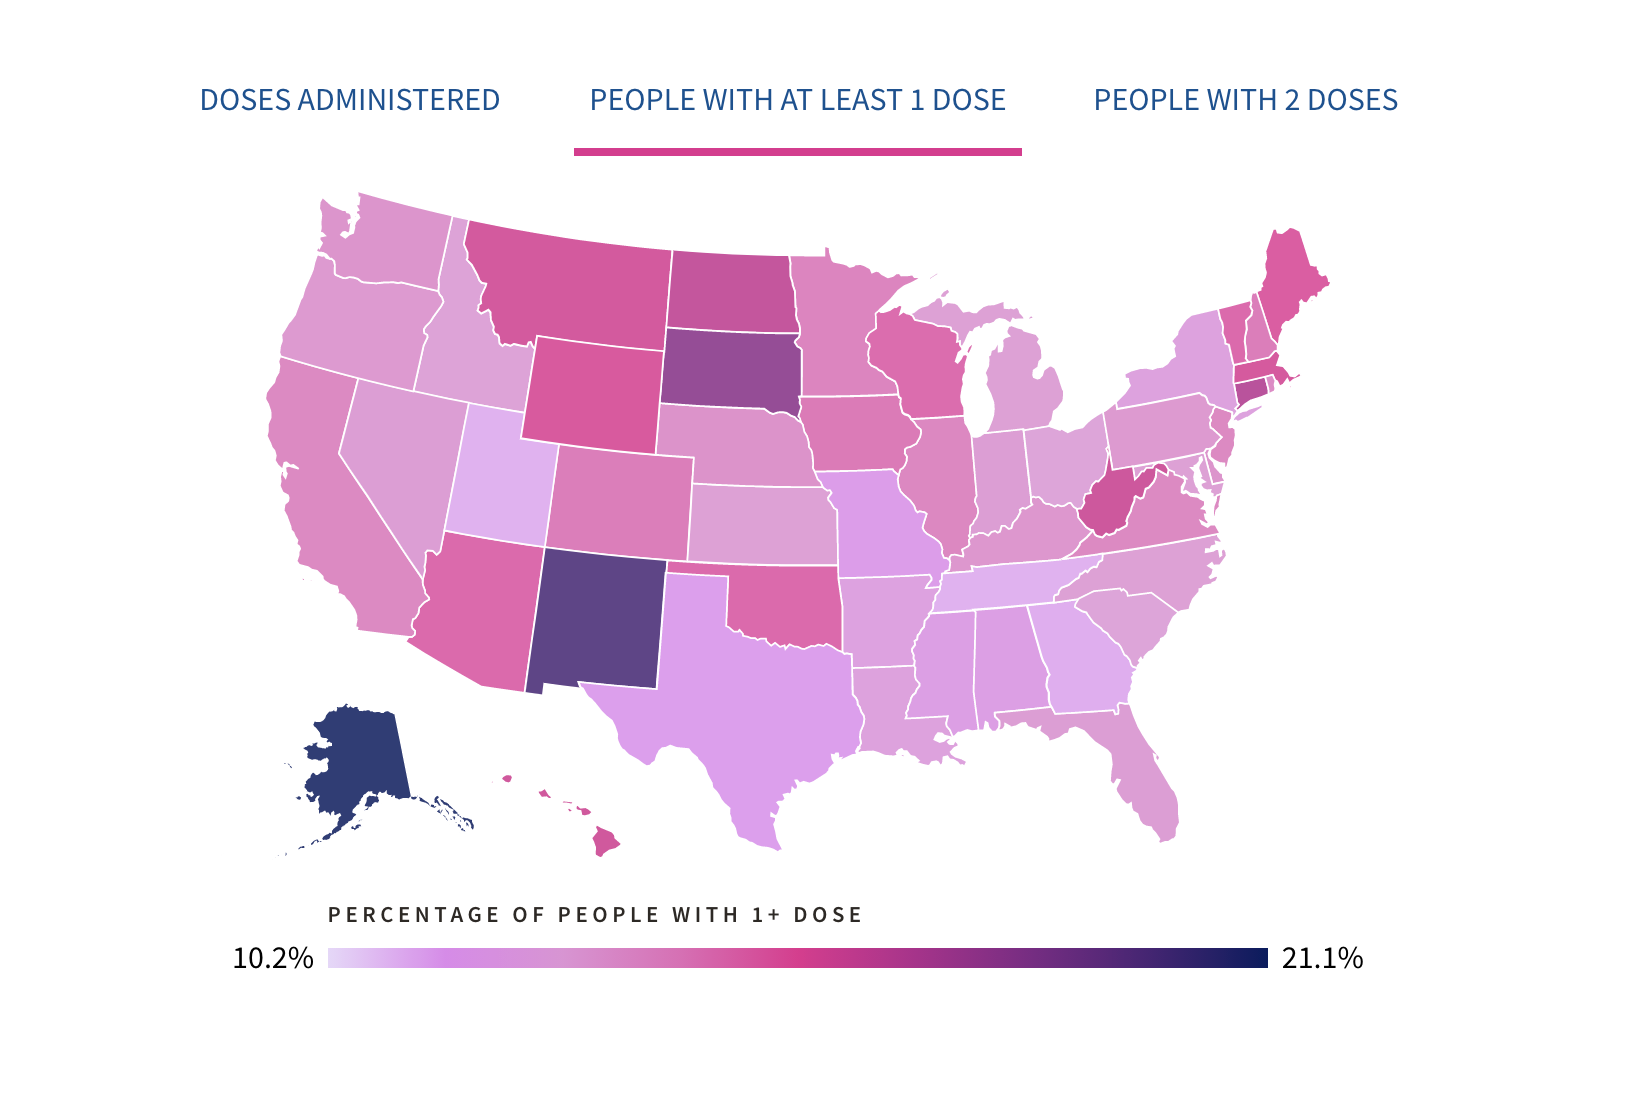 DOSES ADMINISTERED
PEOPLE WITH AT LEAST 1 DOSE
PEOPLE WITH 2 DOSES
PERCENTAGE OF PEOPLE WITH 1+ DOSE
10.2%
21.1%